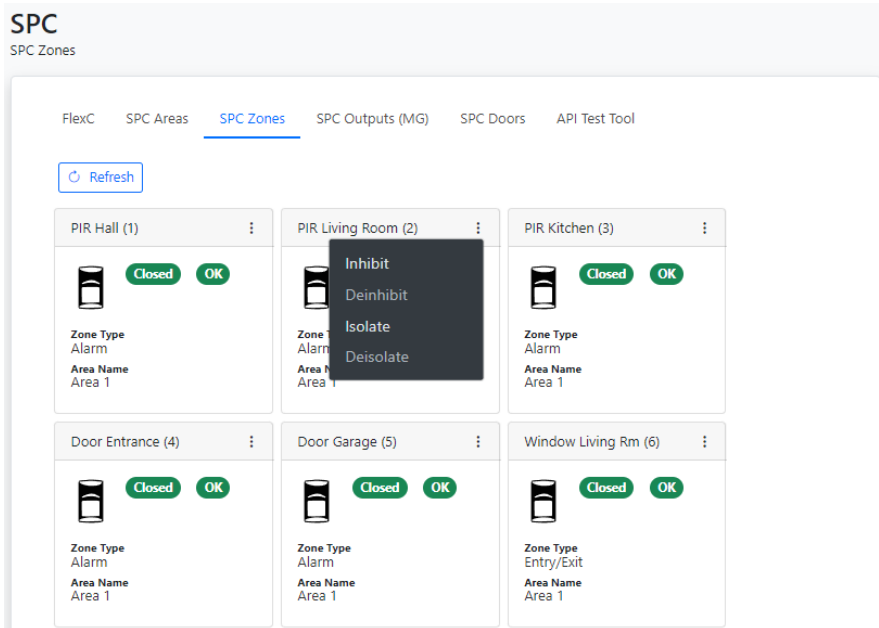 SPC
SPC Zones
FlexC SPC Areas SPC Zones SPC Outputs (MG) SPC Doors API Test Tool
Refresh
PIR Hall (1)
Closed OK
Zone Type
Alarm
Area Name
Area 1
PIR Living Room (2)
Inhibit
Deinhibit
Isolate
Deisolate
Zone
Alarm
Area
Area 1
PIR Kitchen (3)
Closed OK
Zone Type
Alarm
Area Name
Area 1
Door Entrance (4)
Closed OK
Zone Type
Alarm
Area Name
Area 1
Door Garage (5)
Closed OK
Zone Type
Alarm
Area Name
Area 1
Window Living Rm (6)
Closed OK
Zone Type
Entry/Exit
Area Name
Area 1